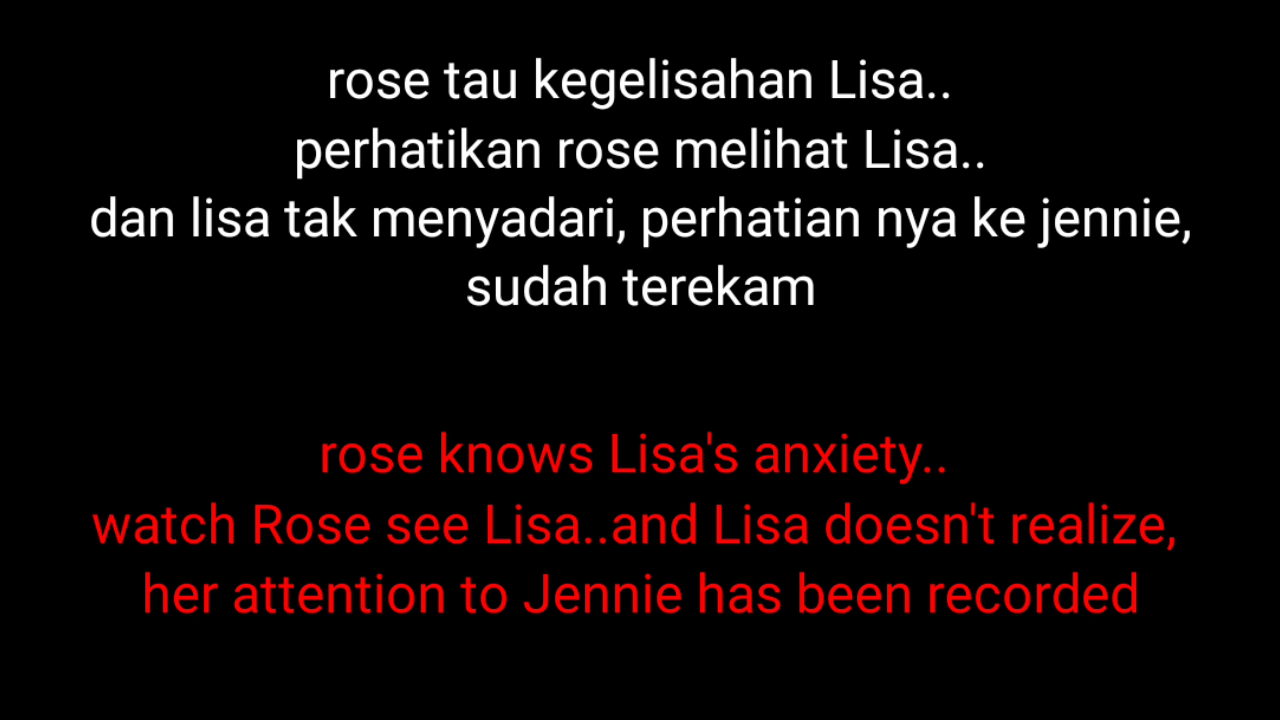 rose tau kegelisahan Lisa..
perhatikan rose melihat Lisa..
dan lisa tak menyadari, perhatian nya ke jennie,
sudah terekam
rose knows Lisa's anxiety..
watch Rose see Lisa..and Lisa doesn't realize,
her attention to Jennie has been recorded